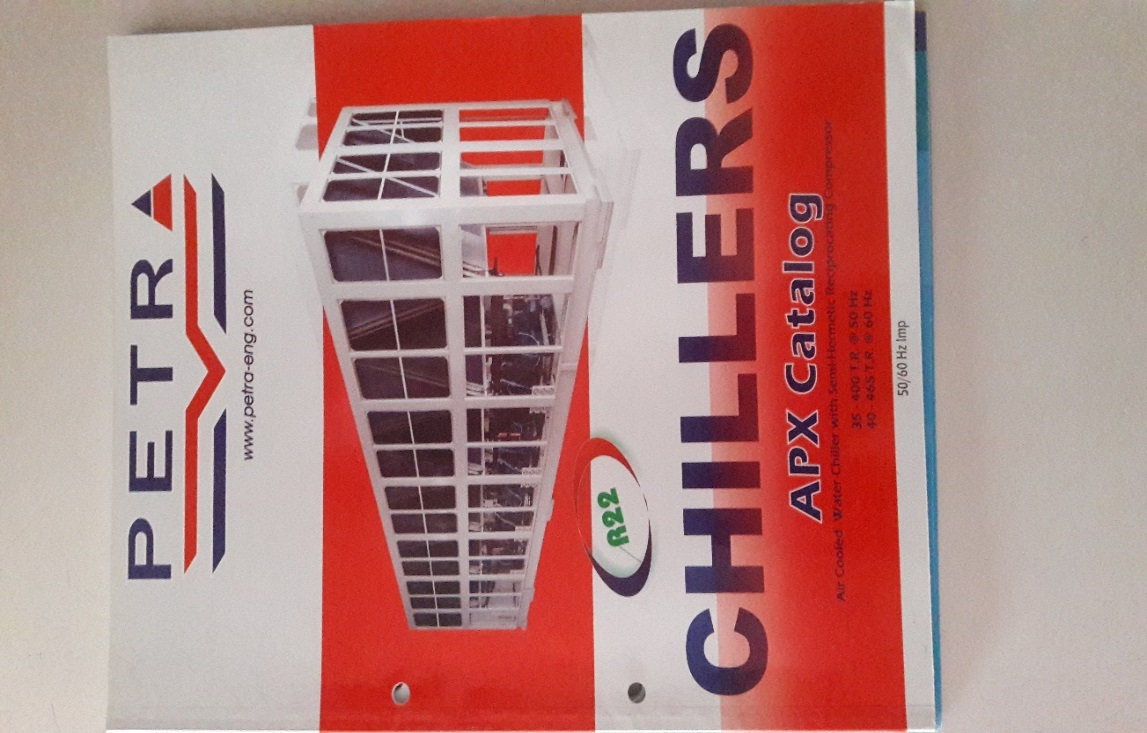 PETRA
www.petra-eng.com
R22
CHILLERS
APX Catalog
Air Cooled Water Chiller with Semi-Hermetic Reciprocating Compressor
35 - 400 T.R. @ 50 Hz
40 - 465 T.R. @ 60 Hz
50/60 Hz Imp